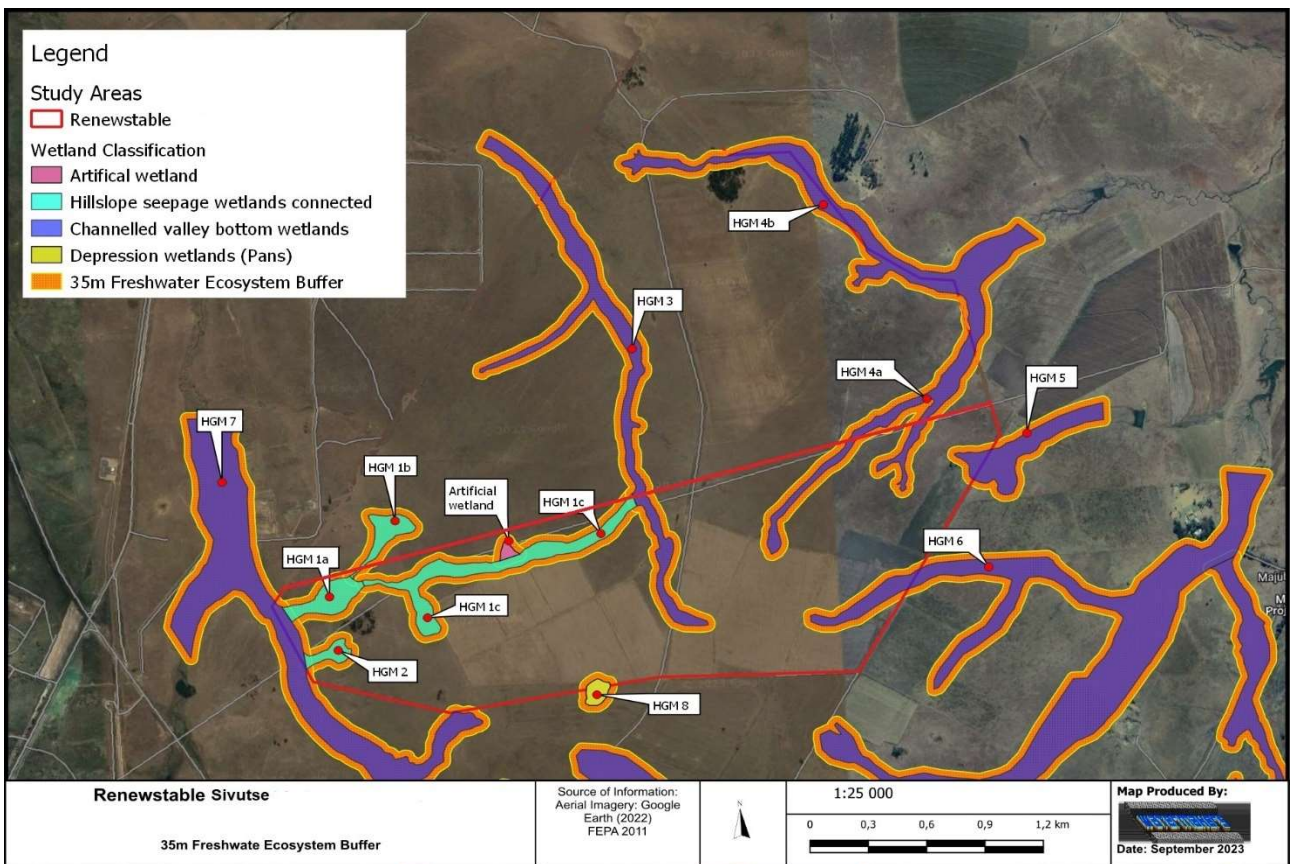 Legend
Study Areas
Renewstable
Wetland Classification
Artifical wetland
Hillslope seepage wetlands connected
Channelled valley bottom wetlands
Depression wetlands (Pans)
35m Freshwater Ecosystem Buffer
HGM 4b
HGM 3
HGM 4a
HGM 5
HGM 7
HGM 1b
Artificial
wetland
HGM 1c
HGM 6
HGM 1a
HGM 1c
HGM 2
HGM 8
Renewstable Sivutse
35m Freshwate Ecosystem Buffer
Source of Information:
Aerial Imagery: Google
Earth (2022)
FEPA 2011
N
1:25 000
0 0,3 0,6 0,9 1,2 km
Map Produced By:
Date: September 2023